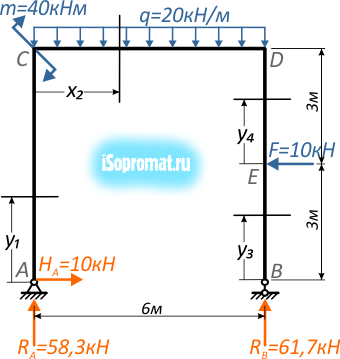 m=40кНм
q=20кН/м
C
D
x₂
y₄
3м
F=10кН
E
iSopromat.ru
y₁
y₃
3м
H_A=10кН
A
B
6м
R_A=58,3кН
R_B=61,7кН